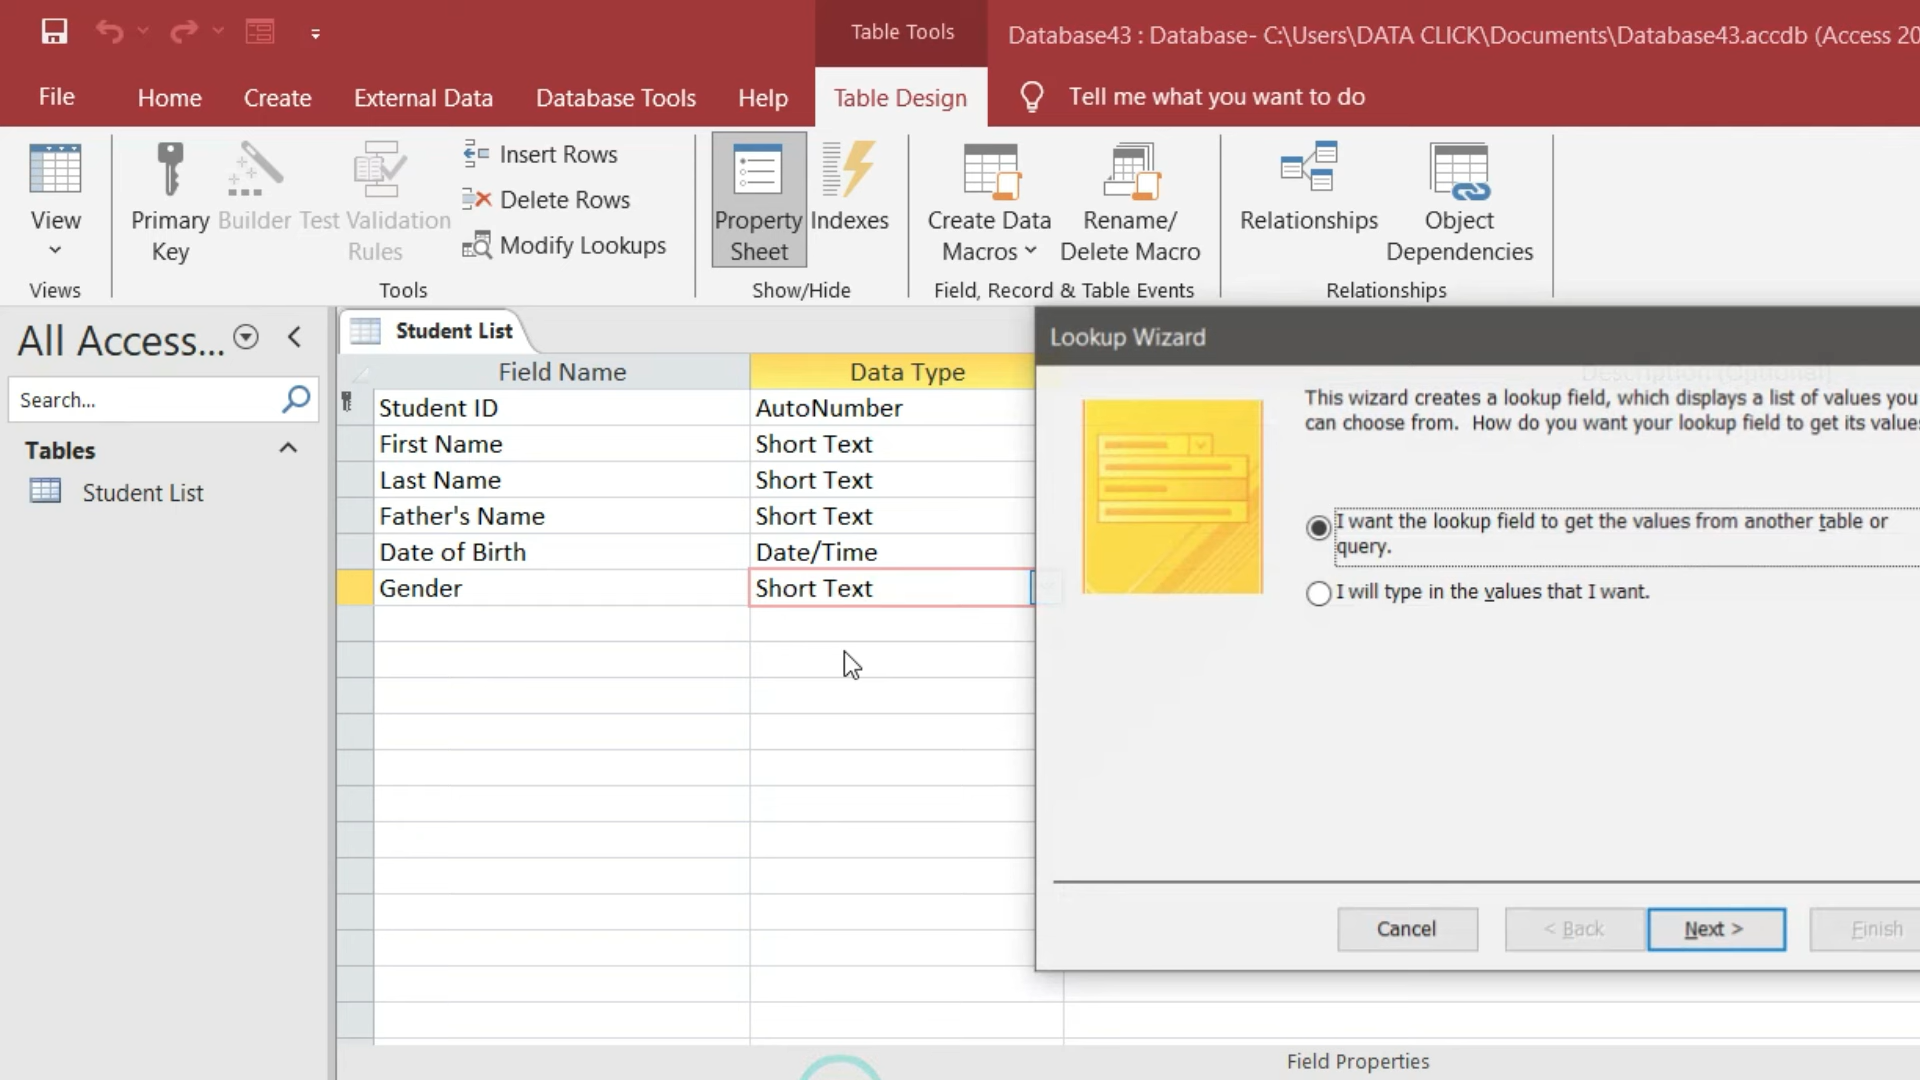 Table Tools
Database43 : Database- C:\Users\DATA CLICK\Documents\Database43.accdb (Access 20
File Home Create External Data Database Tools Help Table Design Tell me what you want to do
View
Primary Key
Builder
Test Validation Rules
Insert Rows
Delete Rows
Modify Lookups
Property Sheet
Indexes
Create Data Macros
Rename/ Delete Macro
Relationships
Object Dependencies
Views Tools Show/Hide Field, Record & Table Events Relationships
All Access...
Search...
Tables
Student List
Student List
Field Name Data Type Description (Optional)
Student ID AutoNumber
First Name Short Text
Last Name Short Text
Father's Name Short Text
Date of Birth Date/Time
Gender Short Text
Lookup Wizard
This wizard creates a lookup field, which displays a list of values you
can choose from. How do you want your lookup field to get its values
I want the lookup field to get the values from another table or
query.
I will type in the values that I want.
Cancel < Back Next > Finish
Field Properties